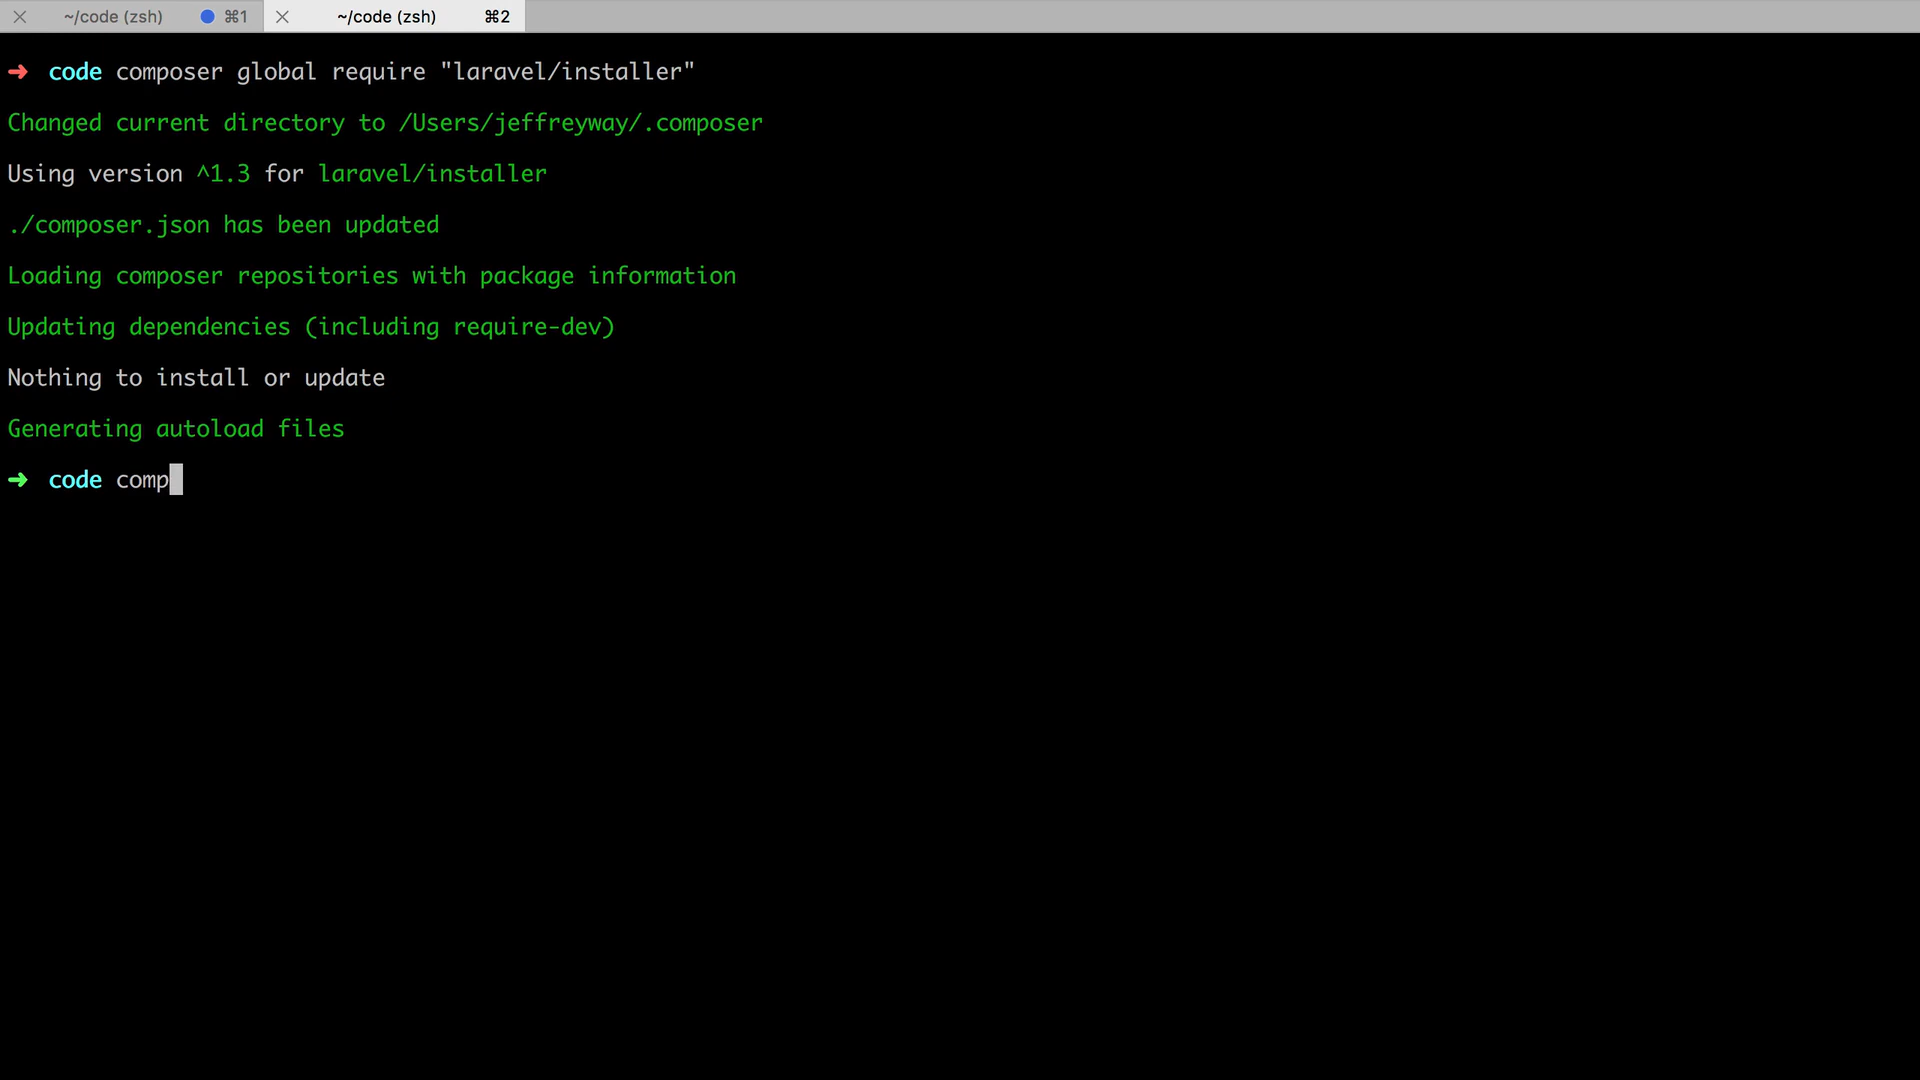 ~/code (zsh) ⌘1 ~/code (zsh) ⌘2
➜ code composer global require "laravel/installer"
Changed current directory to /Users/jeffreyway/.composer
Using version ^1.3 for laravel/installer
./composer.json has been updated
Loading composer repositories with package information
Updating dependencies (including require-dev)
Nothing to install or update
Generating autoload files
➜ code comp